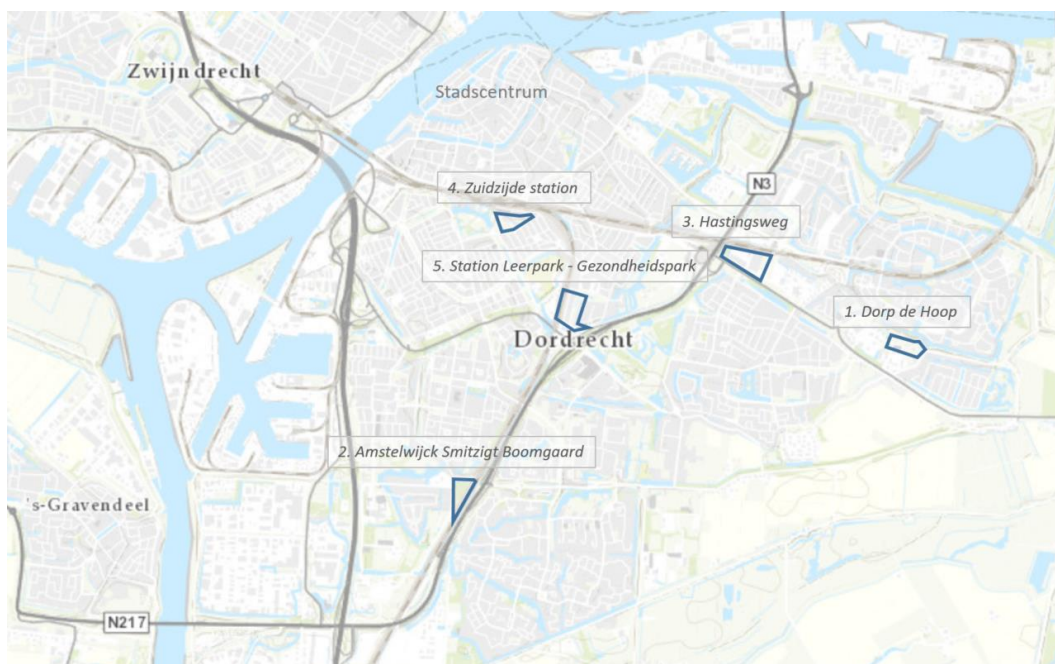 Zwijndrecht
Stadscentrum
4. Zuidzijde station
N3
3. Hastingsweg
5. Station Leerpark - Gezondheidspark
1. Dorp de Hoop
Dordrecht
2. Amstelwijck Smitzigt Boomgaard
's-Gravendeel
N217